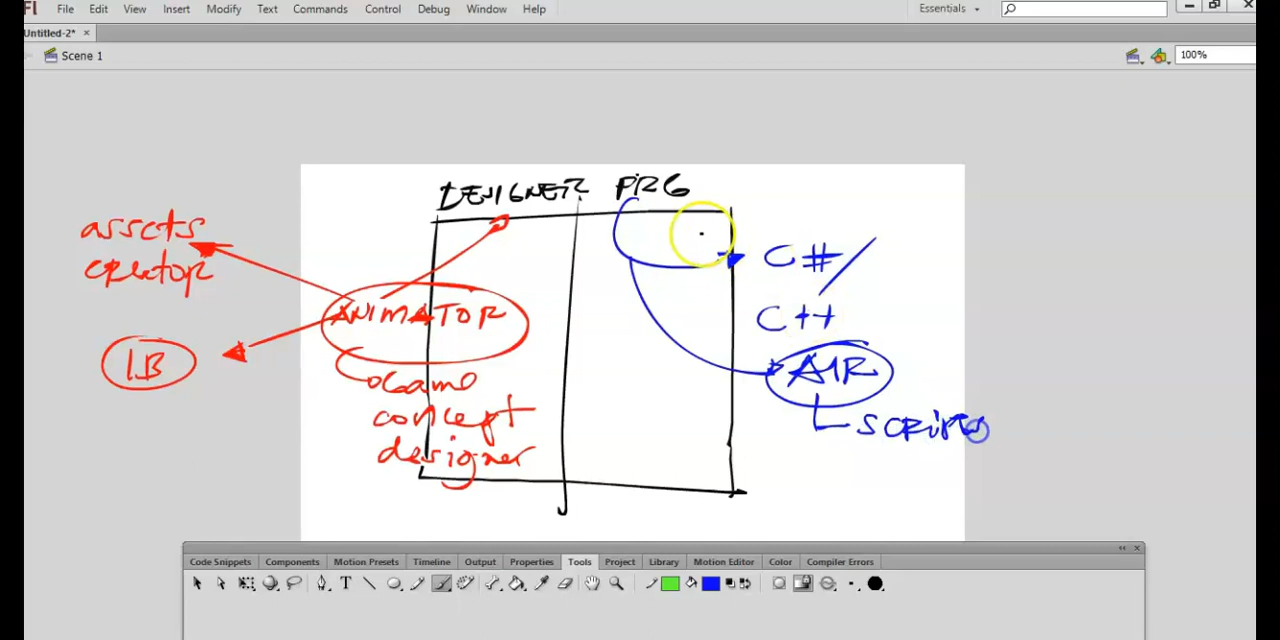 Fl File Edit View Insert Modify Text Commands Control Debug Window Help Essentials
Untitled-2* ×
Scene 1 100%
DESIGNER PRG
assets
creator
ANIMATOR
I.B
Game
concept
designer
C#/
C++
AIR
SCRIPTS
Code Snippets Components Motion Presets Timeline Output Properties Tools Project Library Motion Editor Color Compiler Errors
T